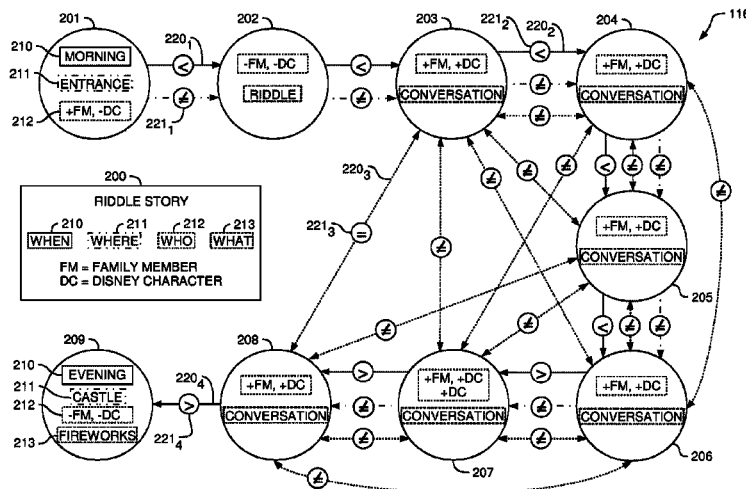 116
201
210
MORNING
211
ENTRANCE
212
+FM, -DC
220₁
<
≠
221₁
202
-FM, -DC
RIDDLE
<
≠
203
+FM, +DC
CONVERSATION
221₂
220₂
<
≠
≠
204
+FM, +DC
CONVERSATION
<
≠
≠
≠
220₃
221₃
=
≠
≠
≠
≠
+FM, +DC
CONVERSATION
205
<
≠
≠
≠
≠
200
RIDDLE STORY
210
WHEN
211
WHERE
212
WHO
213
WHAT
FM = FAMILY MEMBER
DC = DISNEY CHARACTER
209
210
EVENING
211
CASTLE
212
-FM, -DC
213
FIREWORKS
220₄
>
221₄
208
+FM, +DC
CONVERSATION
>
≠
≠
+FM, +DC
+DC
CONVERSATION
207
>
≠
≠
+FM, +DC
CONVERSATION
206
≠